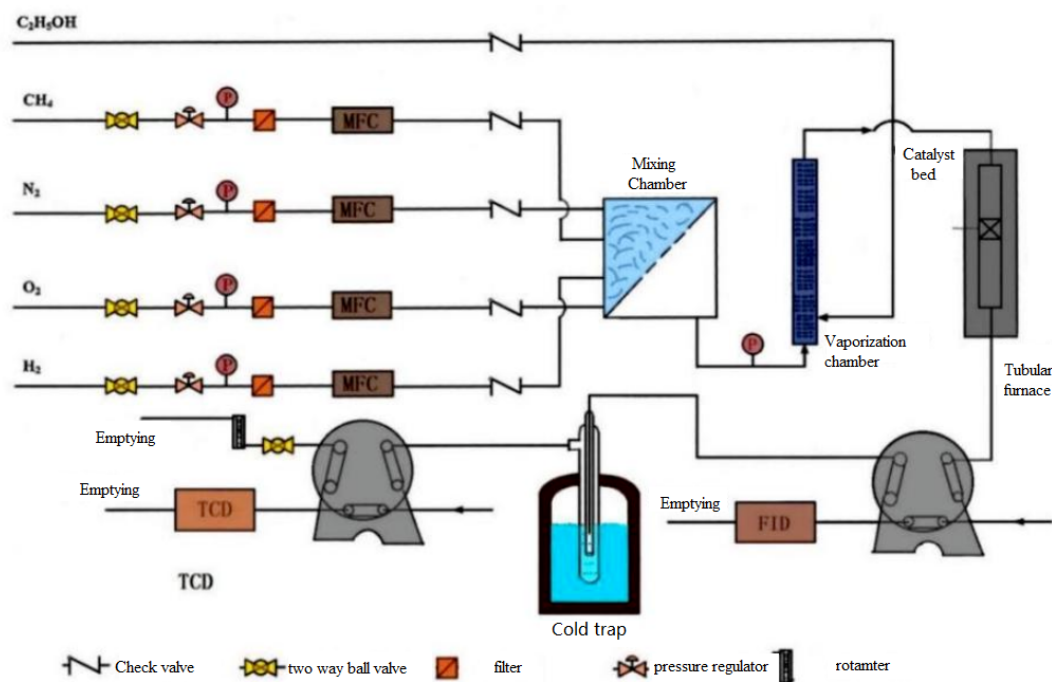 C₂H₅OH
CH₄
P
MFC
N₂
P
MFC
Mixing
Chamber
Catalyst
bed
O₂
P
MFC
P
Vaporization
chamber
H₂
P
MFC
Tubular
furnace
Emptying
Emptying
TCD
Emptying
FID
TCD
Cold trap
Check valve
two way ball valve
filter
pressure regulator
rotamter